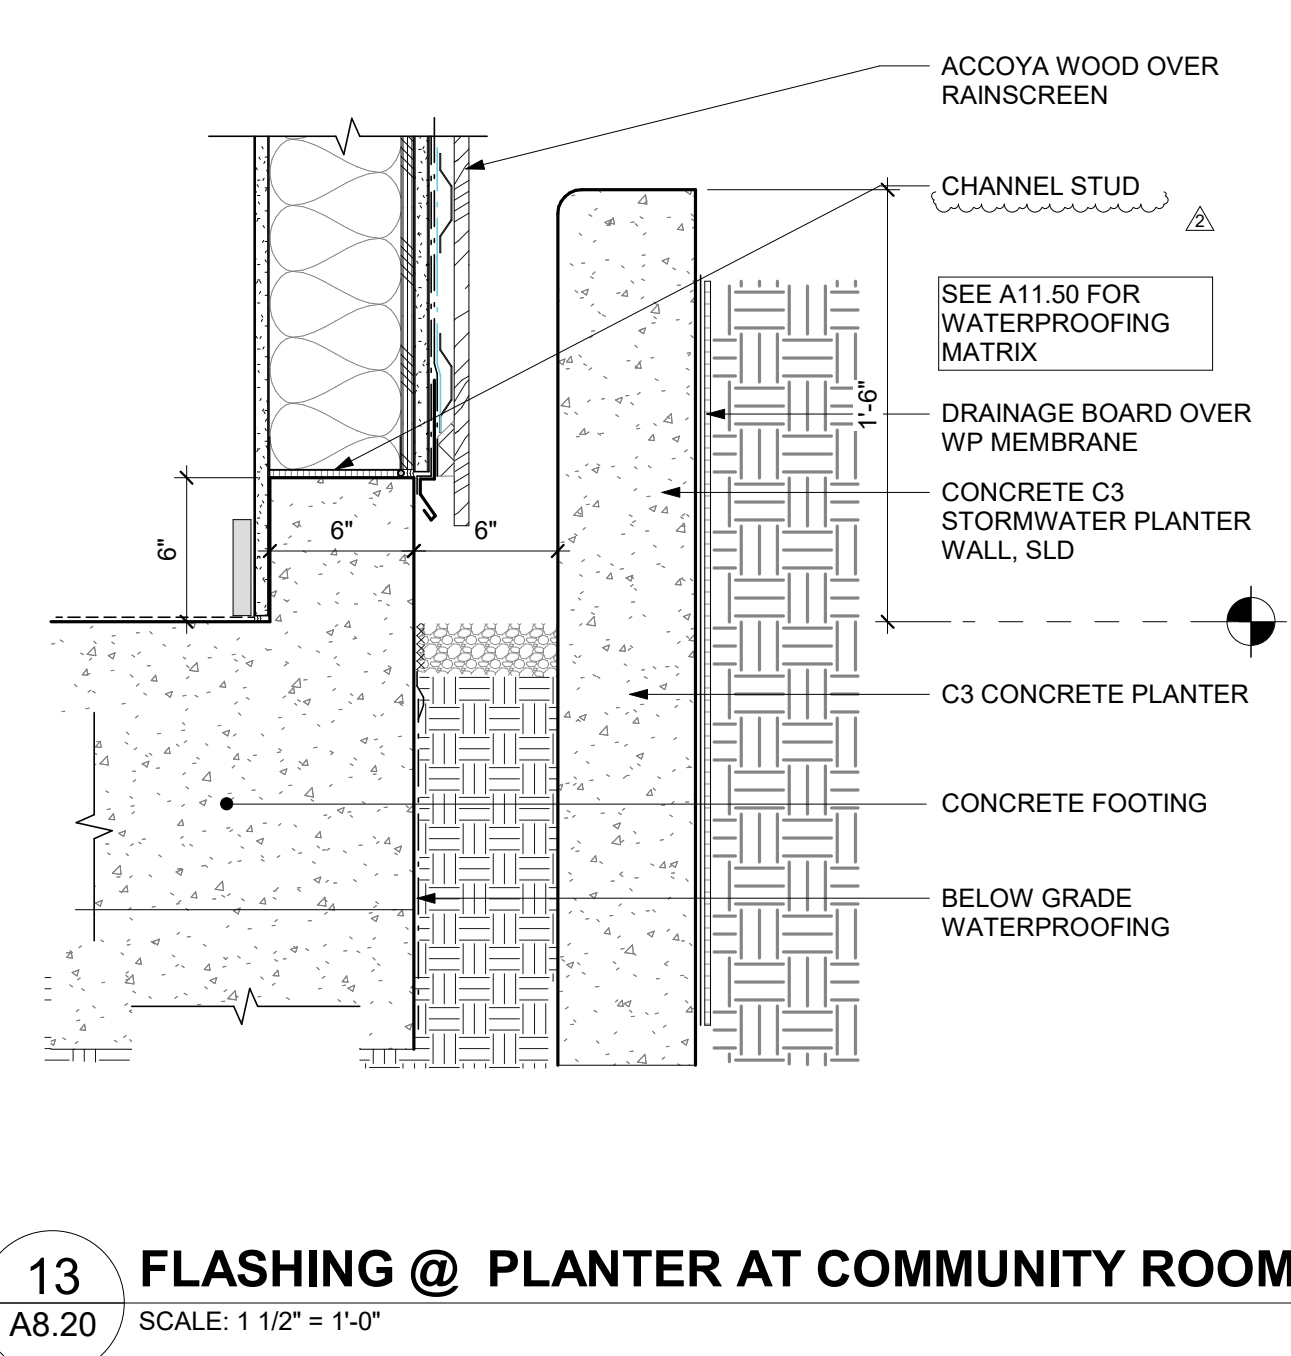 ACCOYA WOOD OVER
RAINSCREEN
CHANNEL STUD
2
SEE A11.50 FOR
WATERPROOFING
MATRIX
1'-6"
DRAINAGE BOARD OVER
WP MEMBRANE
CONCRETE C3
STORMWATER PLANTER
WALL, SLD
6"
6"
6"
C3 CONCRETE PLANTER
CONCRETE FOOTING
BELOW GRADE
WATERPROOFING
13
FLASHING @ PLANTER AT COMMUNITY ROOM
A8.20
SCALE: 1 1/2" = 1'-0"